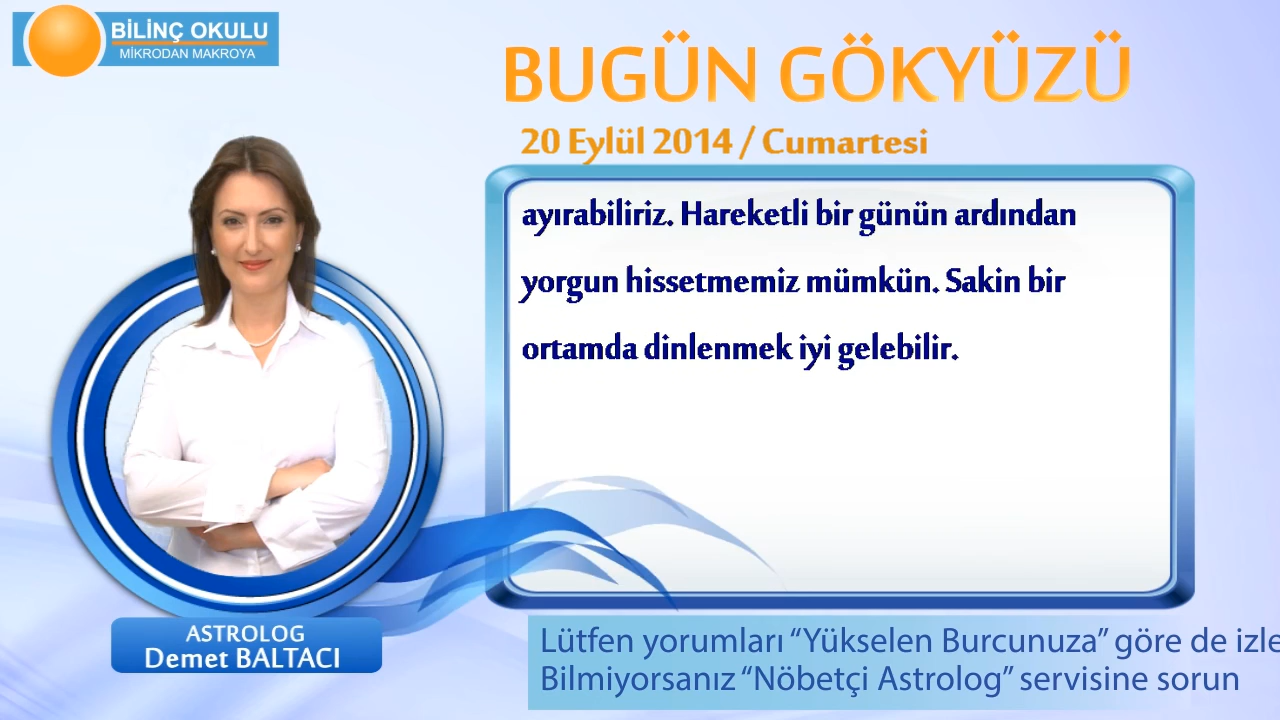 BİLİNÇ OKULU
MİKRODAN MAKROYA
BUGÜN GÖKYÜZÜ
20 Eylül 2014 / Cumartesi
ayırabiliriz. Hareketli bir günün ardından
yorgun hissetmemiz mümkün. Sakin bir
ortamda dinlenmek iyi gelebilir.
ASTROLOG
Demet BALTACI
Lütfen yorumları “Yükselen Burcunuza” göre de izle
Bilmiyorsanız “Nöbetçi Astrolog” servisine sorun